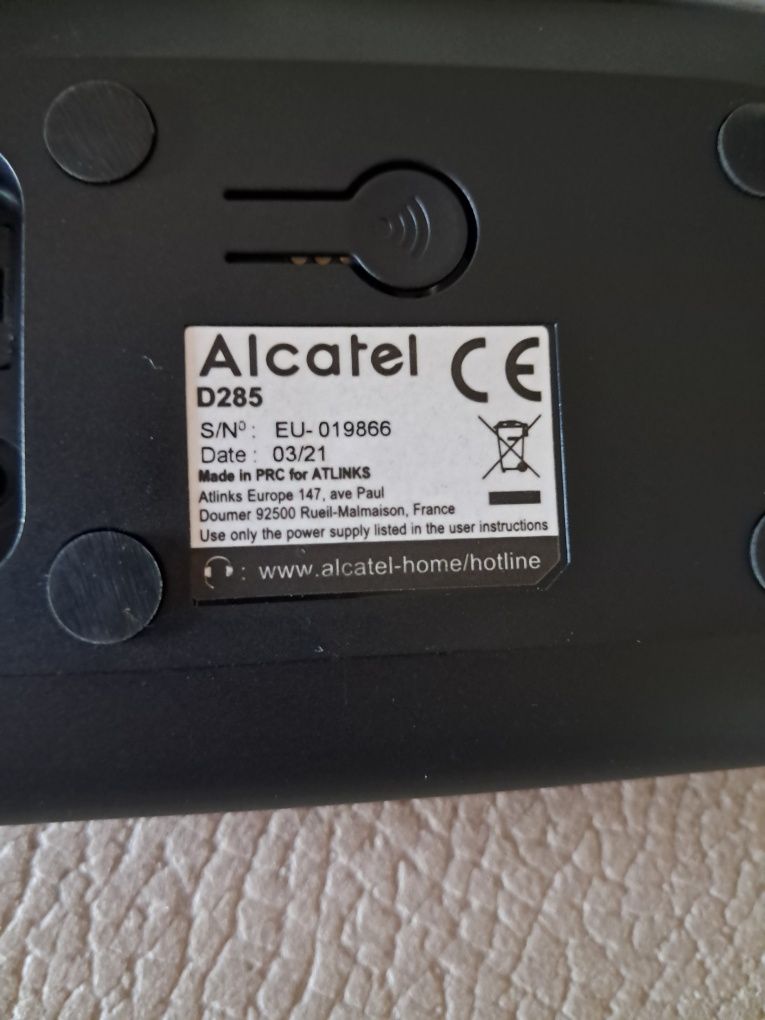 Alcatel CE
D285
S/Nº : EU- 019866
Date : 03/21
Made in PRC for ATLINKS
Atlinks Europe 147, ave Paul
Doumer 92500 Rueil-Malmaison, France
Use only the power supply listed in the user instructions
: www.alcatel-home/hotline